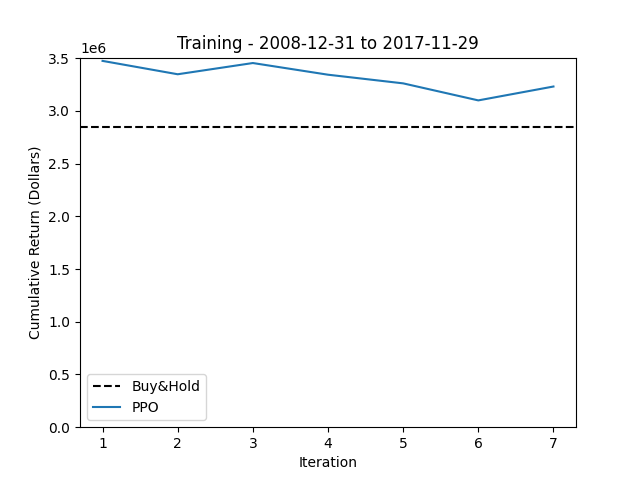 Training - 2008-12-31 to 2017-11-29
1e6
3.5
3.0
2.5
2.0
1.5
1.0
0.5
0.0
Cumulative Return (Dollars)
Buy&Hold
PPO
1 2 3 4 5 6 7
Iteration